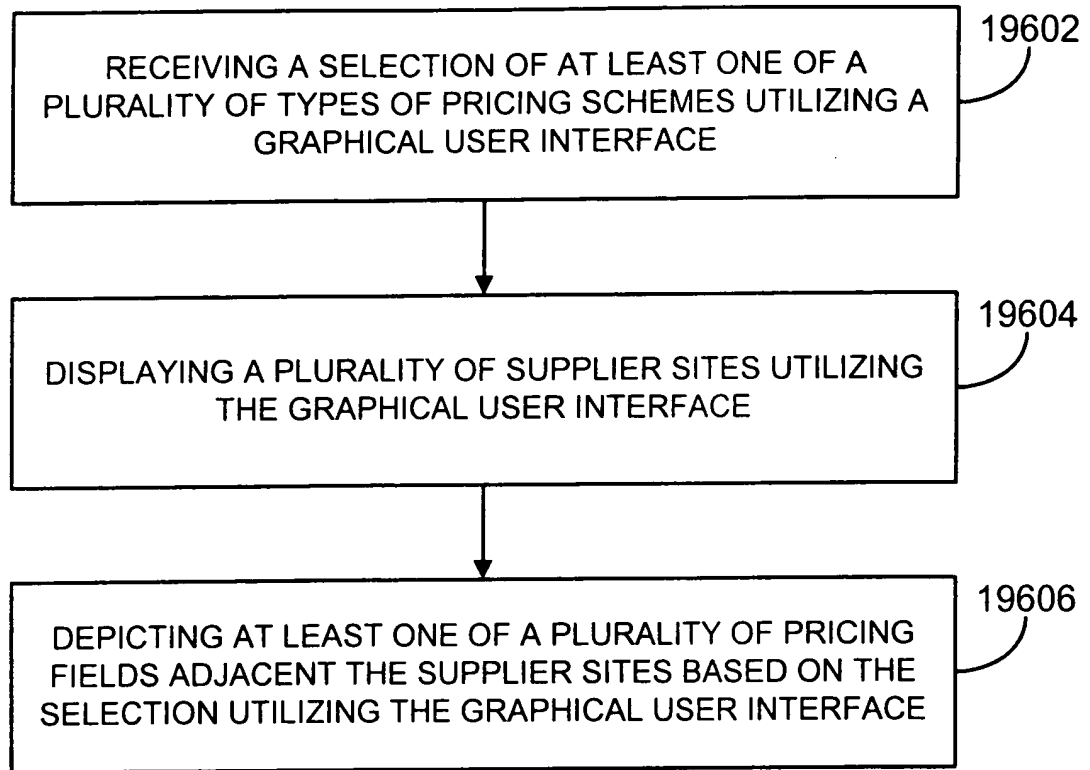 19602
RECEIVING A SELECTION OF AT LEAST ONE OF A
PLURALITY OF TYPES OF PRICING SCHEMES UTILIZING A
GRAPHICAL USER INTERFACE
19604
DISPLAYING A PLURALITY OF SUPPLIER SITES UTILIZING
THE GRAPHICAL USER INTERFACE
19606
DEPICTING AT LEAST ONE OF A PLURALITY OF PRICING
FIELDS ADJACENT THE SUPPLIER SITES BASED ON THE
SELECTION UTILIZING THE GRAPHICAL USER INTERFACE